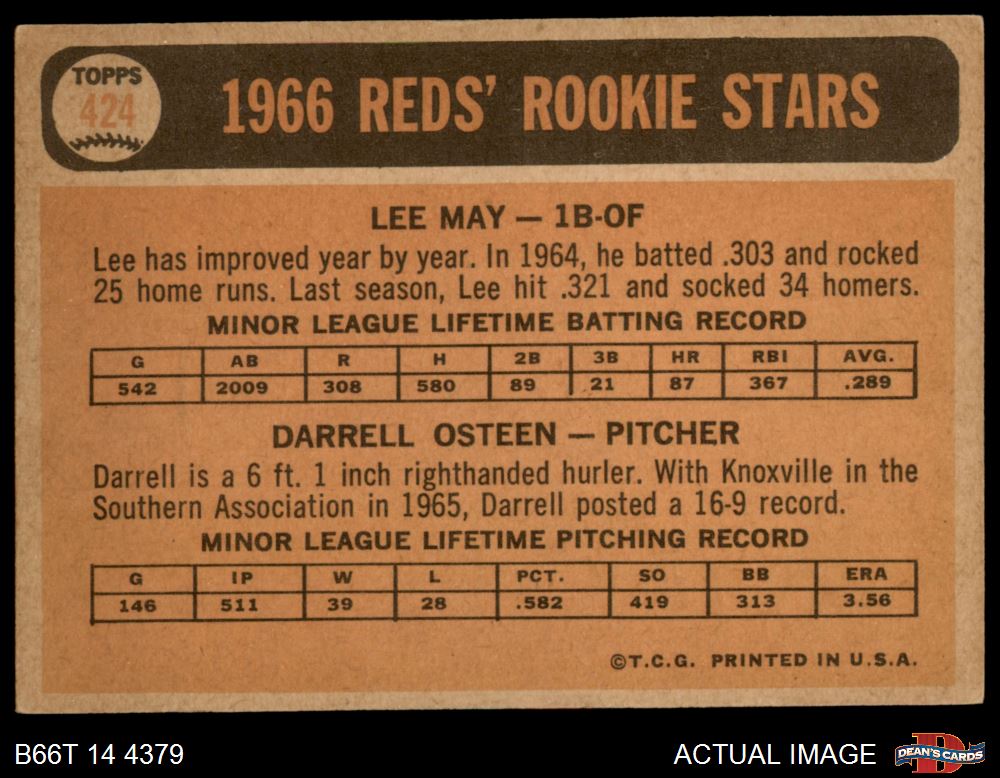 TOPPS
424
1966 REDS' ROOKIE STARS
LEE MAY — 1B-OF
Lee has improved year by year. In 1964, he batted .303 and rocked
25 home runs. Last season, Lee hit .321 and socked 34 homers.
MINOR LEAGUE LIFETIME BATTING RECORD
G AB R H 2B 3B HR RBI AVG.
542 2009 308 580 89 21 87 367 .289
DARRELL OSTEEN — PITCHER
Darrell is a 6 ft. 1 inch righthanded hurler. With Knoxville in the
Southern Association in 1965, Darrell posted a 16-9 record.
MINOR LEAGUE LIFETIME PITCHING RECORD
G IP W L PCT. SO BB ERA
146 511 39 28 .582 419 313 3.56
©T.C.G. PRINTED IN U.S.A.
B66T 14 4379
ACTUAL IMAGE
D
DEAN'S CARDS